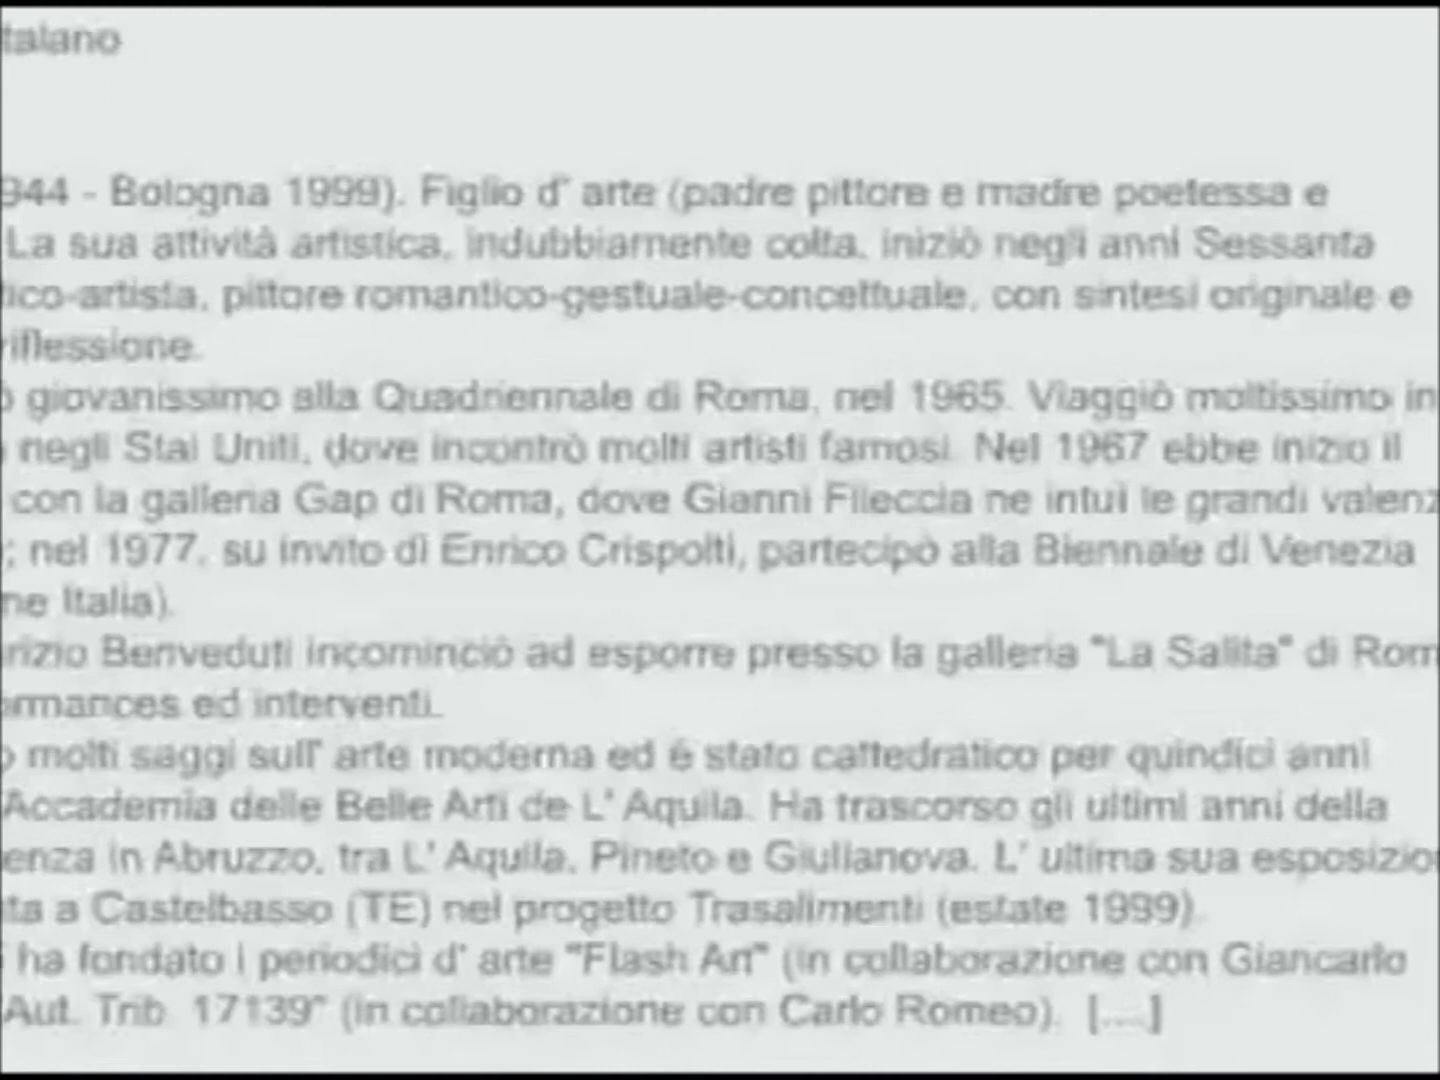 talano
944 - Bologna 1999). Figlio d' arte (padre pittore e madre poetessa e
La sua attività artistica, indubbiamente colta, iniziò negli anni Sessanta
ico-artista, pittore romantico-gestuale-concettuale, con sintesi originale e
riflessione.
ò giovanissimo alla Quadriennale di Roma, nel 1965. Viaggiò moltissimo in
negli Stai Uniti, dove incontrò molti artisti famosi. Nel 1967 ebbe inizio il
con la galleria Gap di Roma, dove Gianni Fileccia ne intuì le grandi valenz
; nel 1977, su invito di Enrico Crispolti, partecipò alla Biennale di Venezia
ne Italia).
rizio Benveduti incominciò ad esporre presso la galleria "La Salita" di Rom
ormances ed interventi.
o molti saggi sull' arte moderna ed è stato cattedratico per quindici anni
Accademia delle Belle Arti de L' Aquila. Ha trascorso gli ultimi anni della
enza in Abruzzo, tra L' Aquila, Pineto e Giulianova. L' ultima sua esposizio
ta a Castelbasso (TE) nel progetto Trasalimenti (estate 1999).
i ha fondato i periodici d' arte "Flash Art" (in collaborazione con Giancarlo
Aut. Trib. 17139" (in collaborazione con Carlo Romeo). [....]